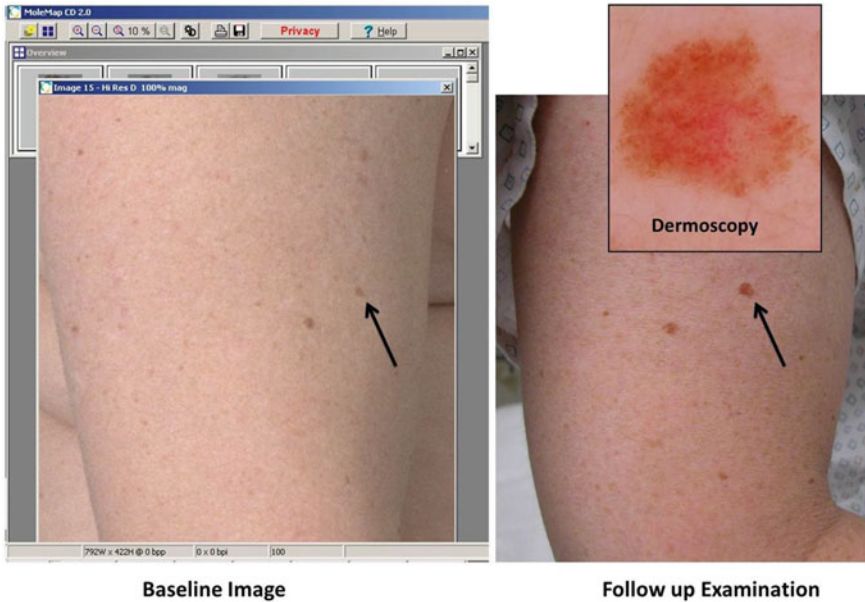 MoleMap CD 2.0
10 %
Privacy
? Help
Overview
Image 15 - Hi Res D 100% mag
792W x 422H @ 0 bpp
0 x 0 bpi
100
Dermoscopy
Baseline Image
Follow up Examination